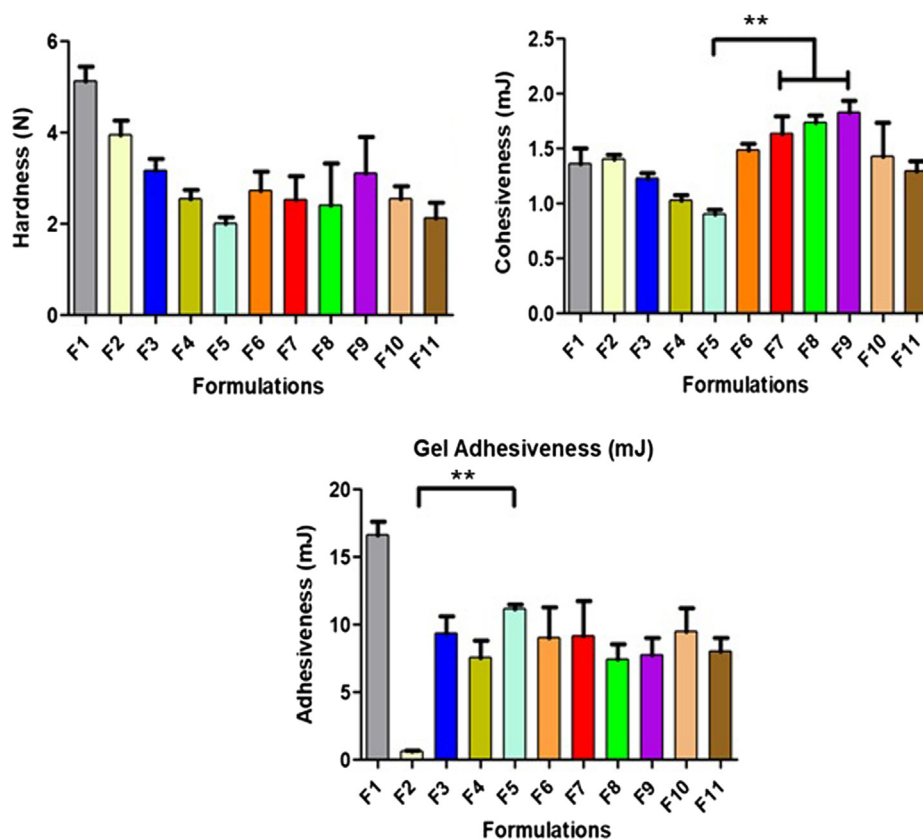 Hardness (N)
6
4
2
0
F1 F2 F3 F4 F5 F6 F7 F8 F9 F10 F11
Formulations
**
Cohesiveness (mJ)
2.5
2.0
1.5
1.0
0.5
0.0
F1 F2 F3 F4 F5 F6 F7 F8 F9 F10 F11
Formulations
Gel Adhesiveness (mJ)
**
Adhesiveness (mJ)
20
15
10
5
0
F1 F2 F3 F4 F5 F6 F7 F8 F9 F10 F11
Formulations